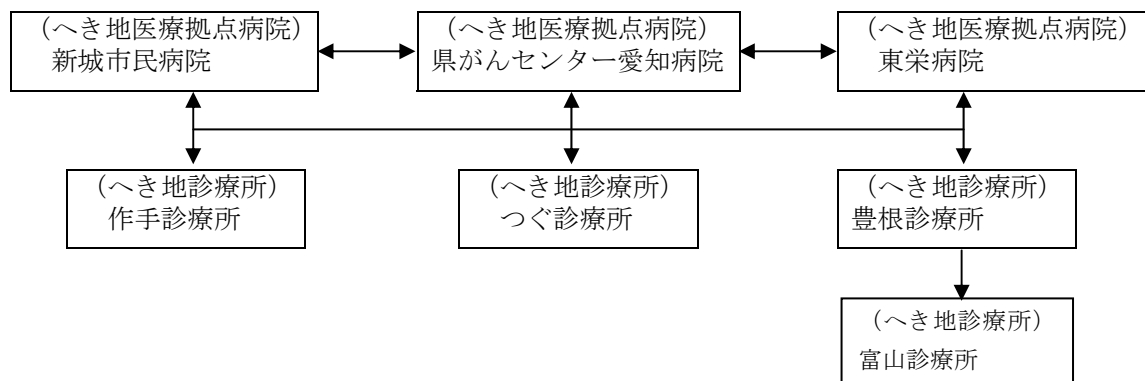 （へき地医療拠点病院）
新城市民病院
（へき地医療拠点病院）
県がんセンター愛知病院
（へき地医療拠点病院）
東栄病院
（へき地診療所）
作手診療所
（へき地診療所）
つぐ診療所
（へき地診療所）
豊根診療所
（へき地診療所）
富山診療所